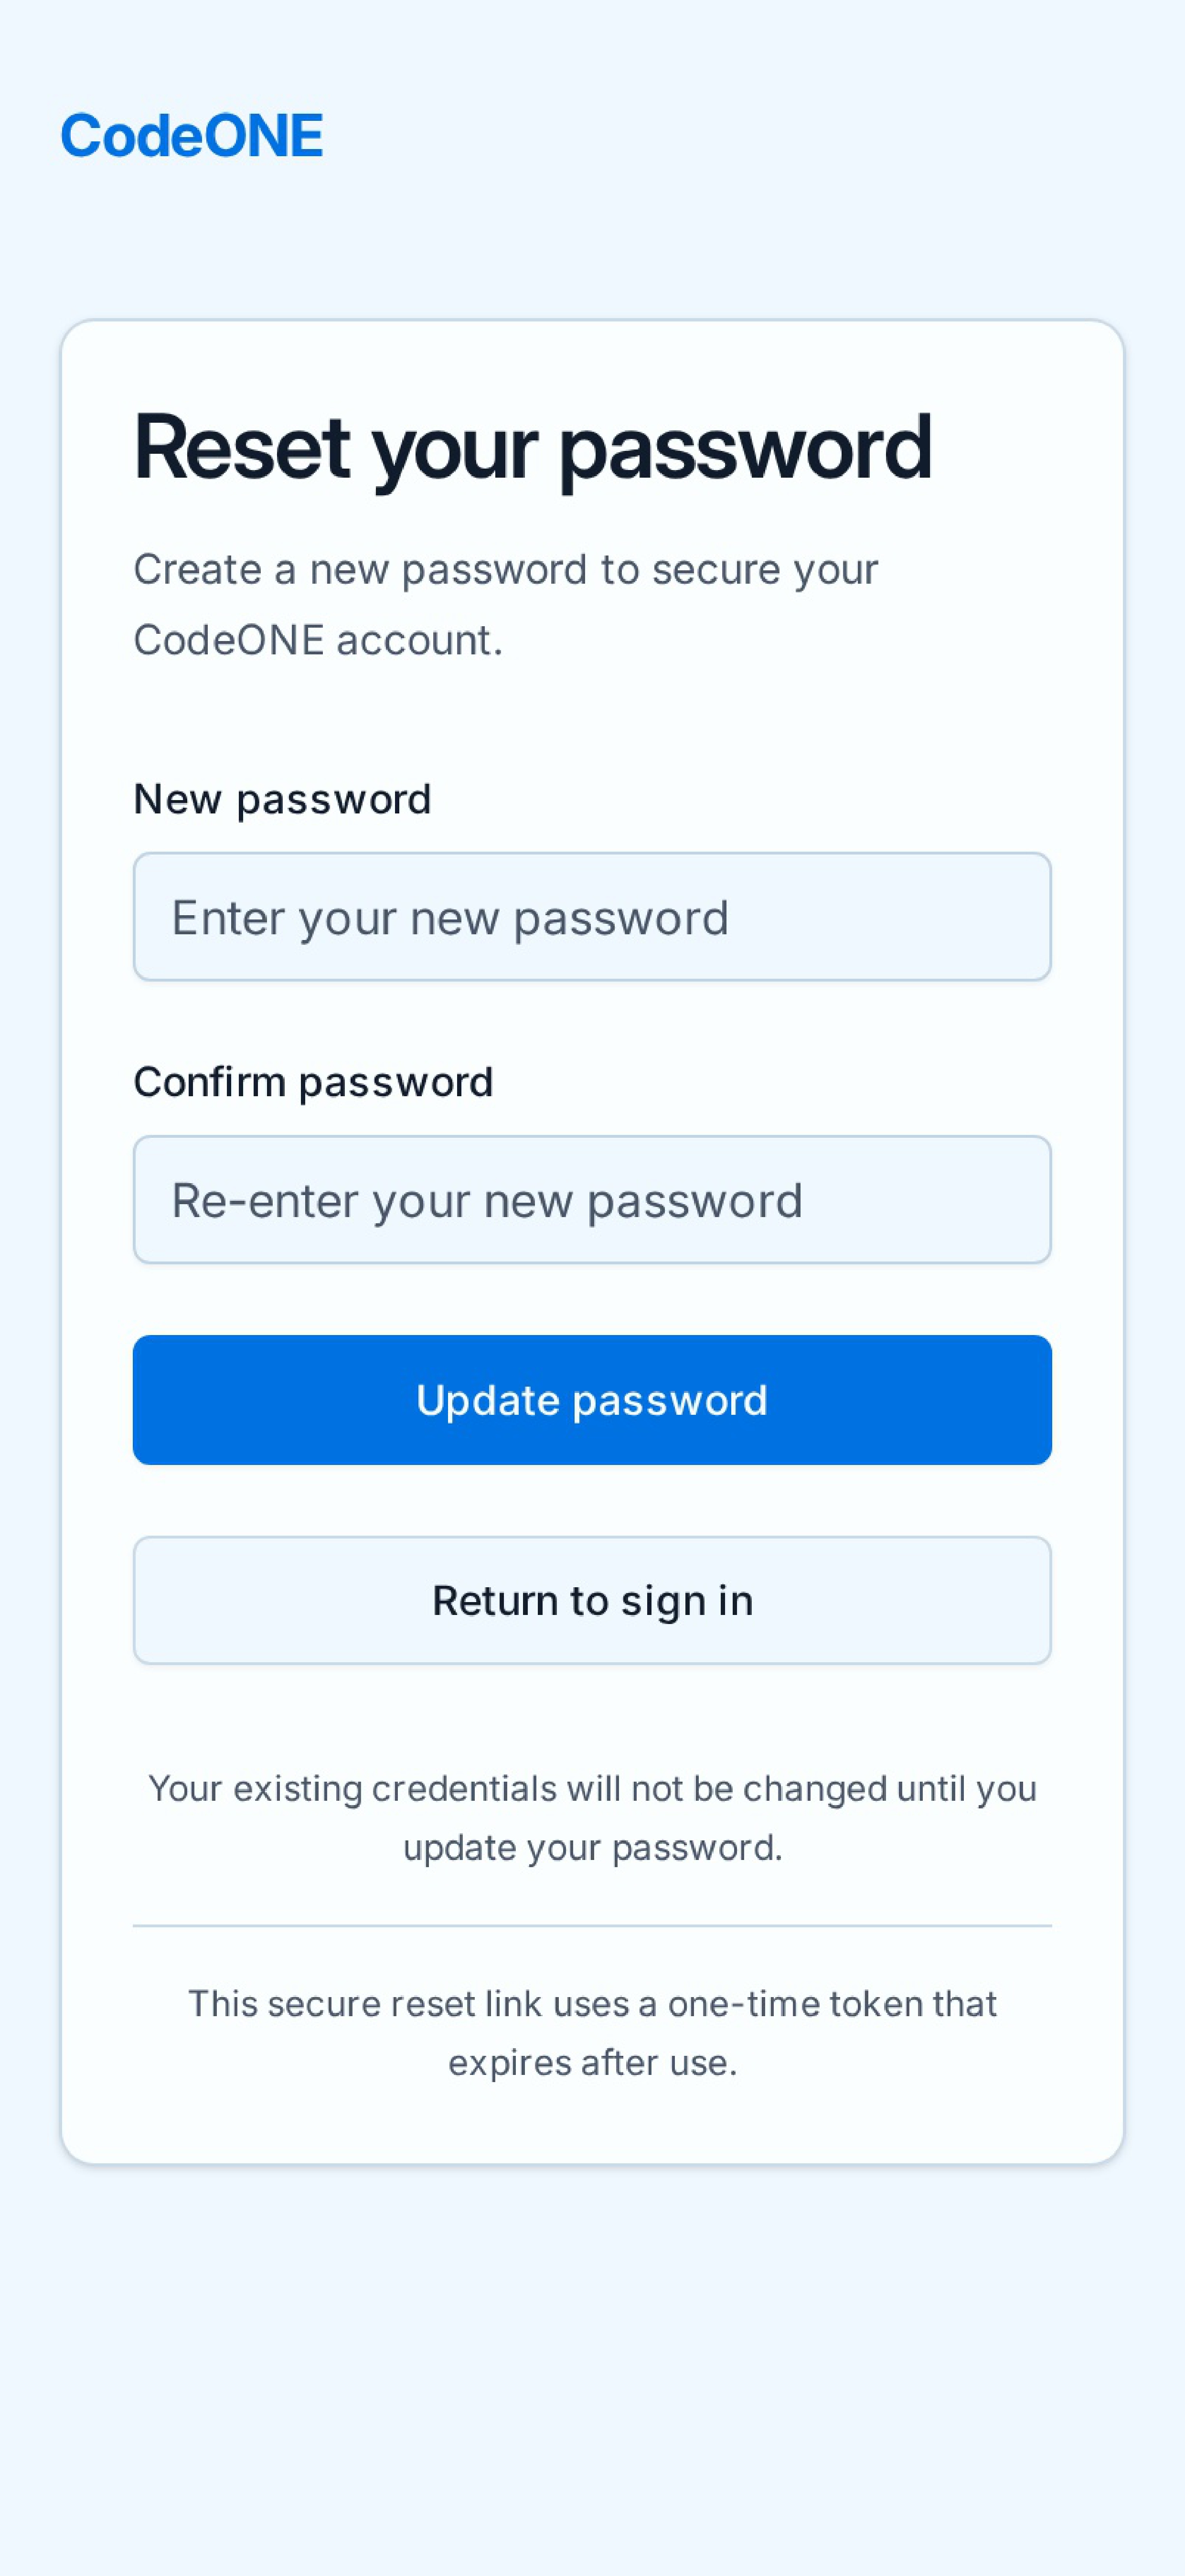 CodeONE
Reset your password
Create a new password to secure your
CodeONE account.
New password
Enter your new password
Confirm password
Re-enter your new password
Update password
Return to sign in
Your existing credentials will not be changed until you
update your password.
This secure reset link uses a one-time token that
expires after use.